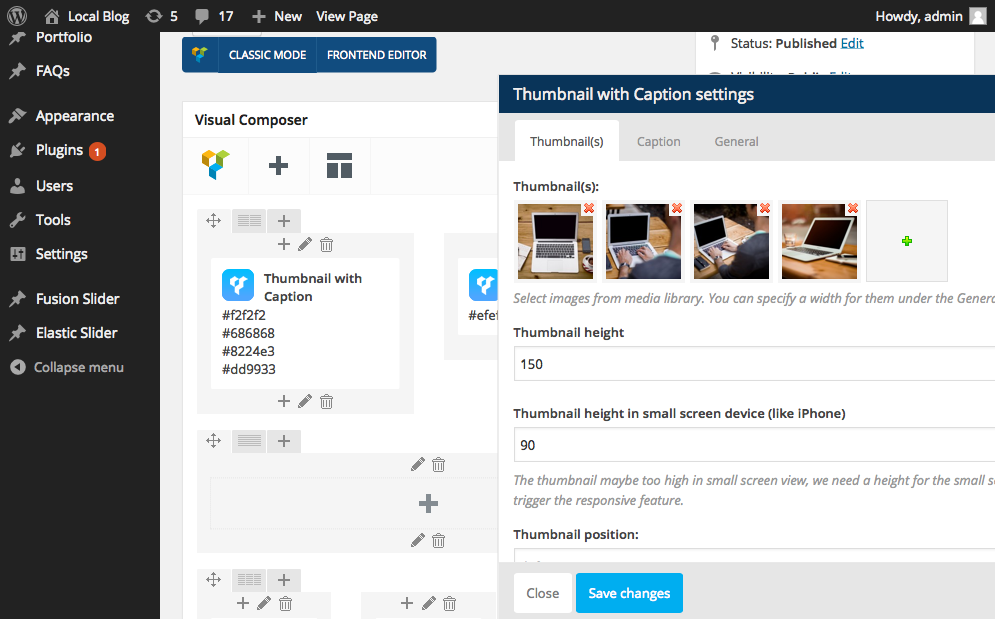 Local Blog
5
17
New
View Page
Howdy, admin
Portfolio
FAQs
Appearance
Plugins 1
Users
Tools
Settings
Fusion Slider
Elastic Slider
Collapse menu
CLASSIC MODE
FRONTEND EDITOR
Status: Published Edit
Visual Composer
Thumbnail with
Caption
#f2f2f2
#686868
#8224e3
#dd9933
#efef
Thumbnail with Caption settings
Thumbnail(s)
Caption
General
Thumbnail(s):
Select images from media library. You can specify a width for them under the Genera
Thumbnail height
150
Thumbnail height in small screen device (like iPhone)
90
The thumbnail maybe too high in small screen view, we need a height for the small s
trigger the responsive feature.
Thumbnail position:
Close
Save changes